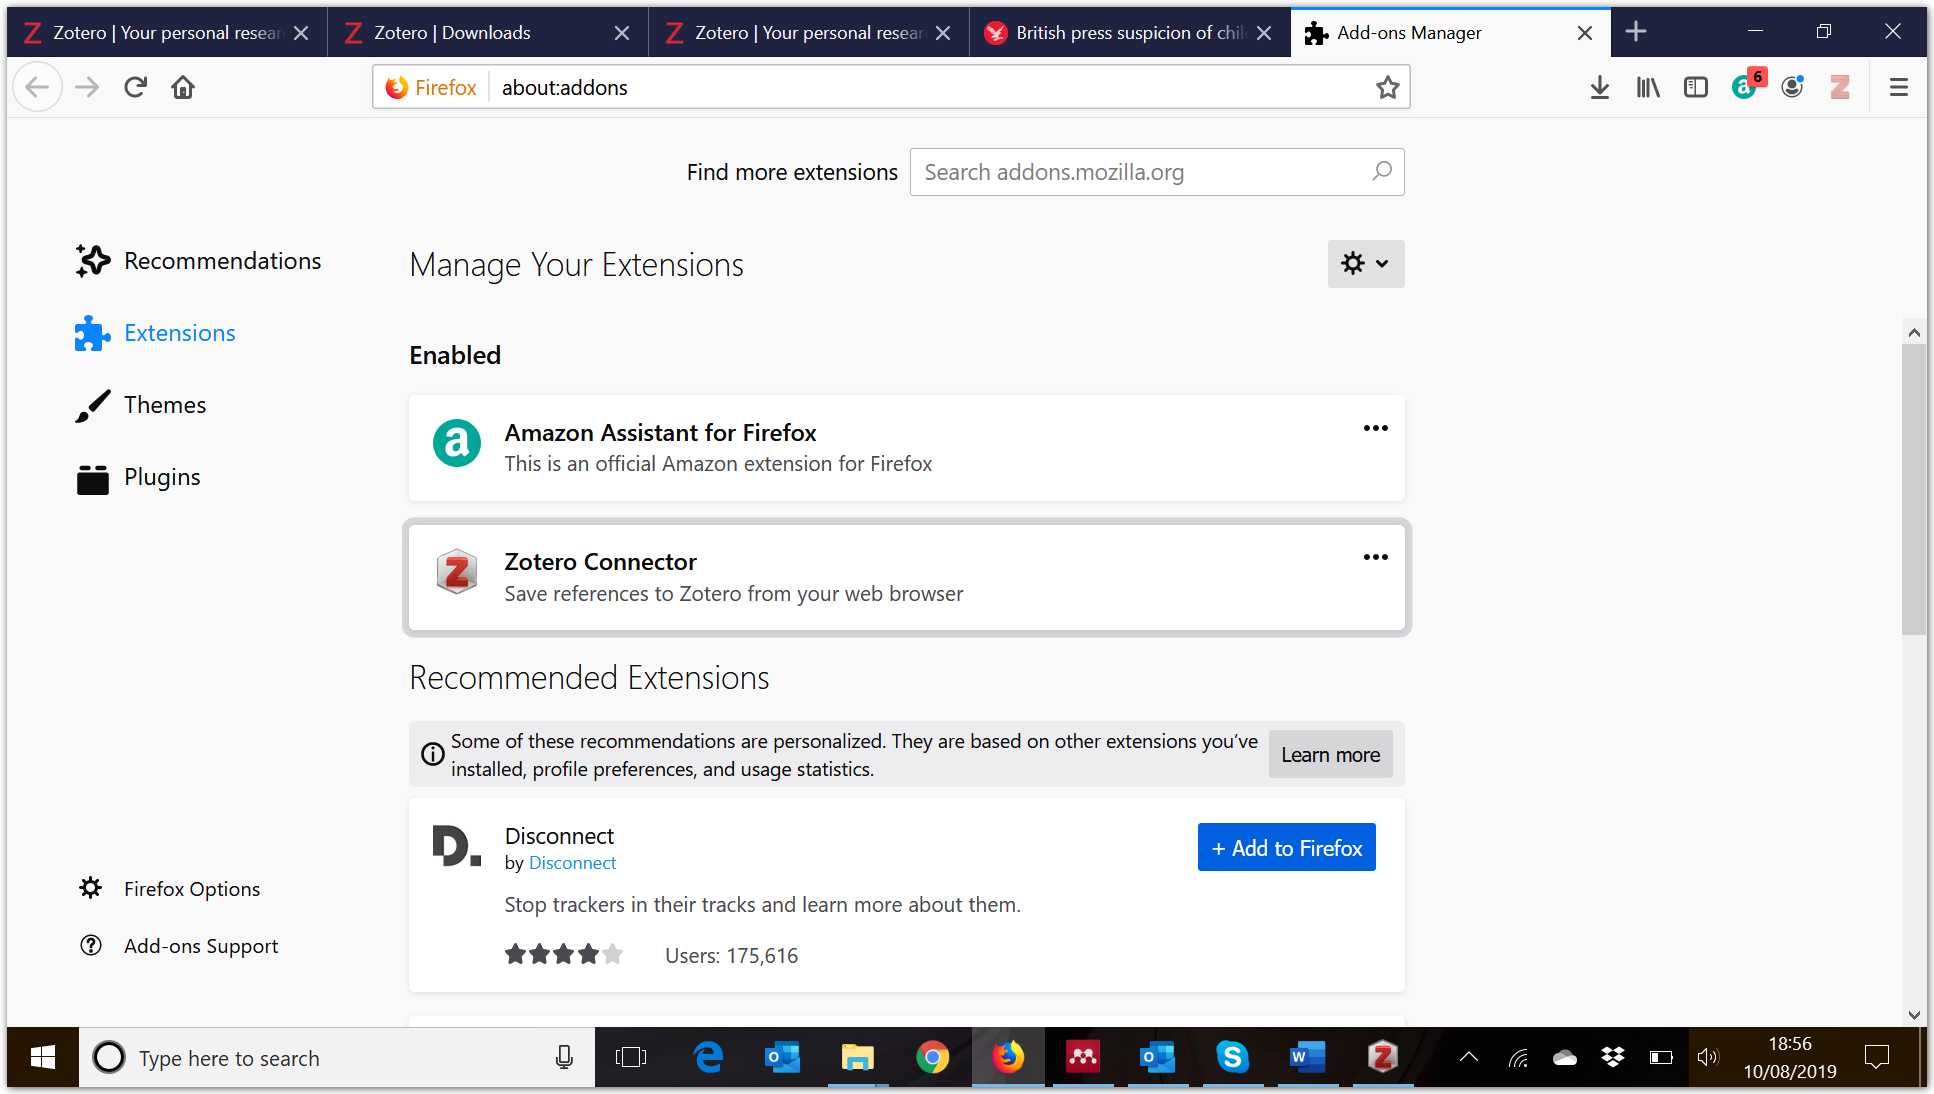 Zotero | Your personal resear
Zotero | Downloads
Zotero | Your personal resear
British press suspicion of chil
Add-ons Manager
Firefox
about:addons
6
Find more extensions
Search addons.mozilla.org
Recommendations
Extensions
Themes
Plugins
Firefox Options
Add-ons Support
Manage Your Extensions
Enabled
Amazon Assistant for Firefox
This is an official Amazon extension for Firefox
Zotero Connector
Save references to Zotero from your web browser
Recommended Extensions
Some of these recommendations are personalized. They are based on other extensions you’ve
installed, profile preferences, and usage statistics.
Learn more
Disconnect
by Disconnect
+ Add to Firefox
Stop trackers in their tracks and learn more about them.
Users: 175,616
Type here to search
18:56
10/08/2019